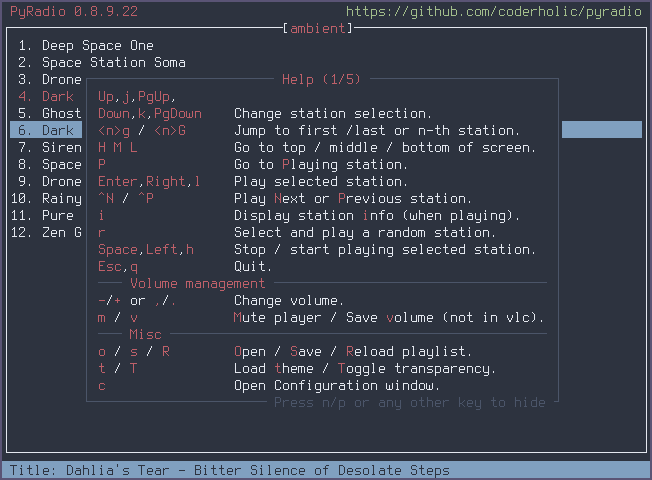 PyRadio 0.8.9.22 https://github.com/coderholic/pyradio
[ambient]
1. Deep Space One
2. Space Station Soma
3. Drone
Help (1/5)
4. Dark
Up,j,PgUp,
5. Ghost
Down,k,PgDown Change station selection.
6. Dark
<n>g / <n>G Jump to first /last or n-th station.
7. Siren
H M L Go to top / middle / bottom of screen.
8. Space
P Go to Playing station.
9. Drone
Enter,Right,l Play selected station.
10. Rainy
^N / ^P Play Next or Previous station.
11. Pure
i Display station info (when playing).
12. Zen G
r Select and play a random station.
Space,Left,h Stop / start playing selected station.
Esc,q Quit.
Volume management
-/+ or ,/. Change volume.
m / v Mute player / Save volume (not in vlc).
Misc
o / s / R Open / Save / Reload playlist.
t / T Load theme / Toggle transparency.
c Open Configuration window.
Press n/p or any other key to hide
Title: Dahlia's Tear - Bitter Silence of Desolate Steps